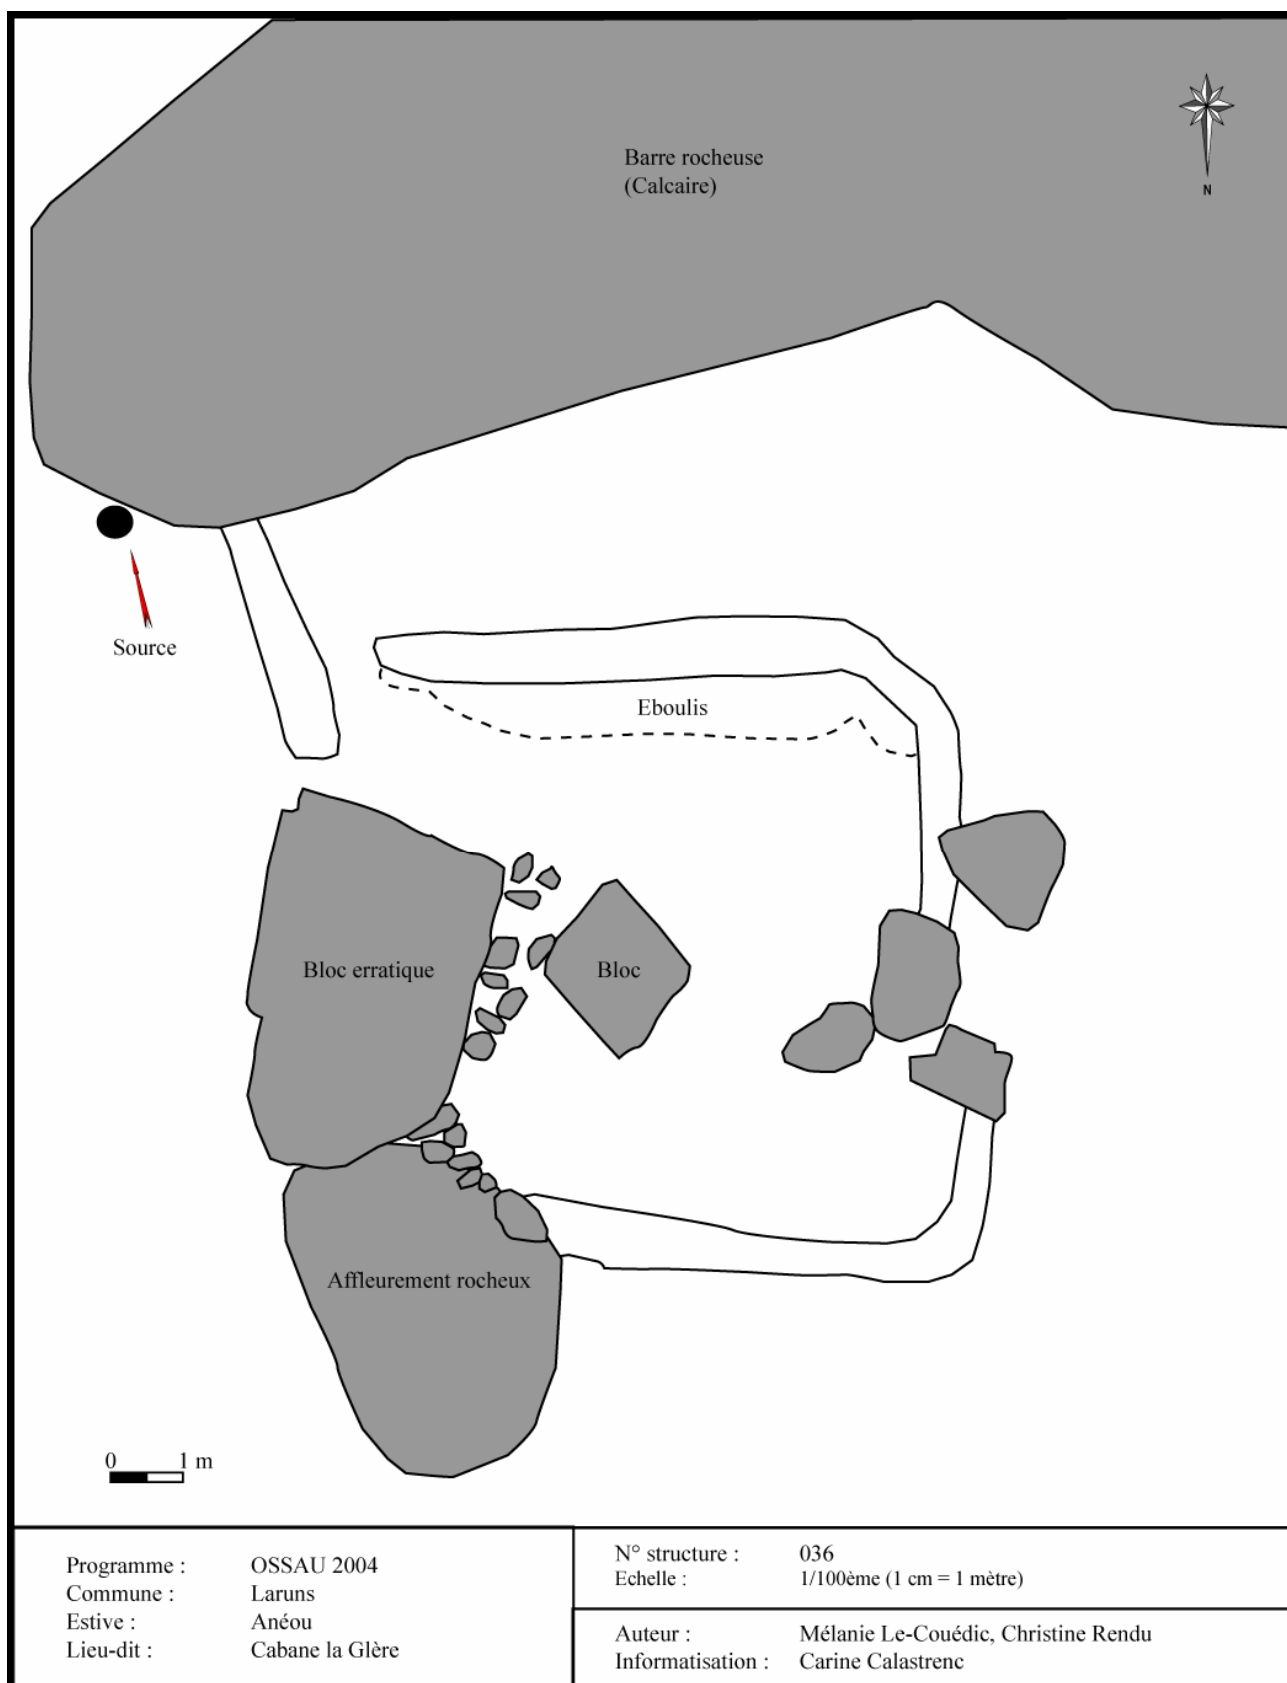 Barre rocheuse
(Calcaire)
N
Source
Eboulis
Bloc erratique
Bloc
Affleurement rocheux
0 1 m
Programme : OSSAU 2004
Commune : Laruns
Estive : Anéou
Lieu-dit : Cabane la Glère
N° structure : 036
Echelle : 1/100ème (1 cm = 1 mètre)
Auteur : Mélanie Le-Couédic, Christine Rendu
Informatisation : Carine Calastrenc